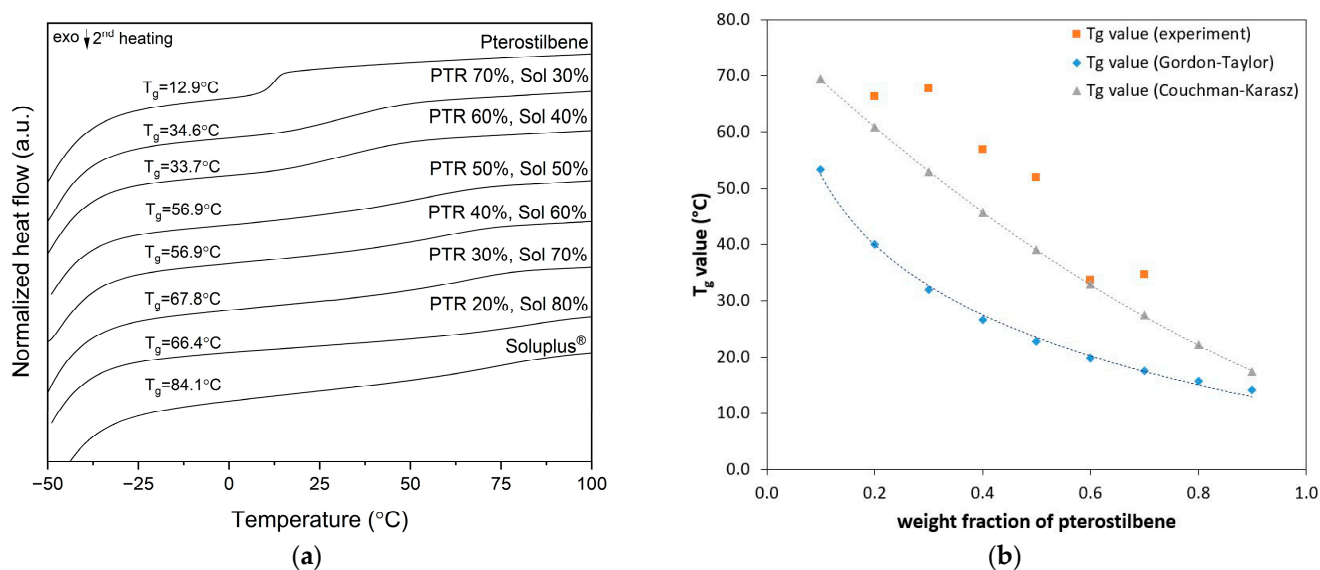 exo ↓ 2nd heating
Pterostilbene
Tg=12.9°C
PTR 70%, Sol 30%
Tg=34.6°C
PTR 60%, Sol 40%
Tg=33.7°C
PTR 50%, Sol 50%
Tg=56.9°C
PTR 40%, Sol 60%
Tg=56.9°C
PTR 30%, Sol 70%
Tg=67.8°C
PTR 20%, Sol 80%
Tg=66.4°C
Soluplus®
Tg=84.1°C
Normalized heat flow (a.u.)
−50 −25 0 25 50 75 100
Temperature (°C)
(a)
80.0
70.0
60.0
50.0
40.0
30.0
20.0
10.0
0.0
Tg value (°C)
Tg value (experiment)
Tg value (Gordon-Taylor)
Tg value (Couchman-Karasz)
0.0 0.2 0.4 0.6 0.8 1.0
weight fraction of pterostilbene
(b)